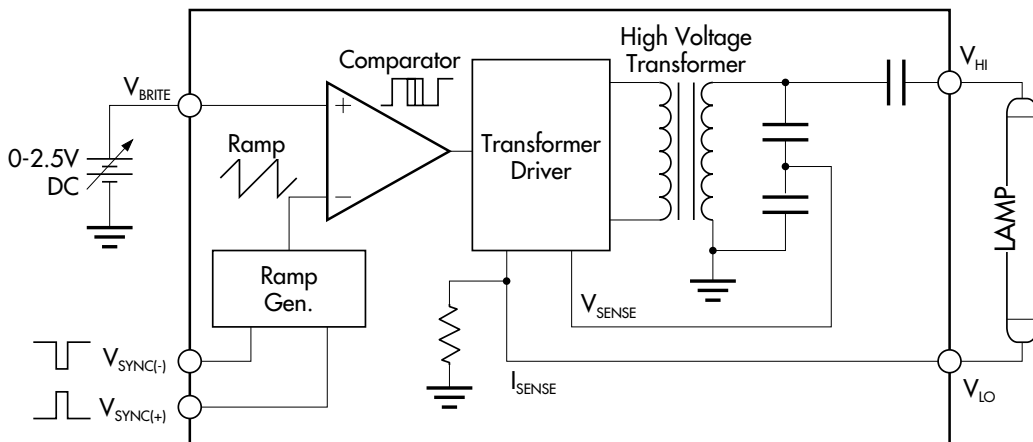 High Voltage
Transformer
Comparator
V_HI
V_BRITE
+
Ramp
0-2.5V
DC
Transformer
Driver
−
LAMP
Ramp
Gen.
V_SENSE
V_SYNC(-)
I_SENSE
V_LO
V_SYNC(+)